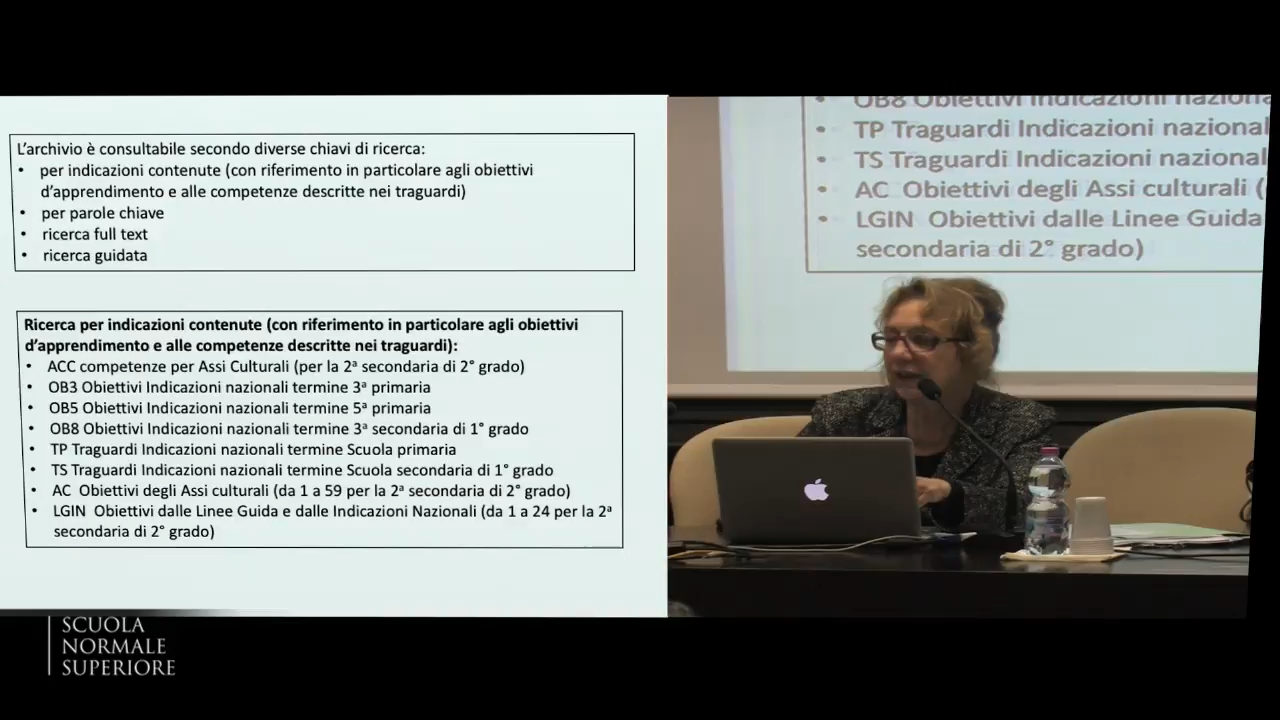 L'archivio è consultabile secondo diverse chiavi di ricerca:
• per indicazioni contenute (con riferimento in particolare agli obiettivi
d'apprendimento e alle competenze descritte nei traguardi)
• per parole chiave
• ricerca full text
• ricerca guidata
Ricerca per indicazioni contenute (con riferimento in particolare agli obiettivi
d'apprendimento e alle competenze descritte nei traguardi):
• ACC competenze per Assi Culturali (per la 2ª secondaria di 2° grado)
• OB3 Obiettivi Indicazioni nazionali termine 3ª primaria
• OB5 Obiettivi Indicazioni nazionali termine 5ª primaria
• OB8 Obiettivi Indicazioni nazionali termine 3ª secondaria di 1° grado
• TP Traguardi Indicazioni nazionali termine Scuola primaria
• TS Traguardi Indicazioni nazionali termine Scuola secondaria di 1° grado
• AC Obiettivi degli Assi culturali (da 1 a 59 per la 2ª secondaria di 2° grado)
• LGIN Obiettivi dalle Linee Guida e dalle Indicazioni Nazionali (da 1 a 24 per la 2ª
secondaria di 2° grado)
• OB8 Obiettivi Indicazioni naziona
• TP Traguardi Indicazioni nazional
• TS Traguardi Indicazioni nazional
• AC Obiettivi degli Assi culturali (
• LGIN Obiettivi dalle Linee Guida
secondaria di 2° grado)
SCUOLA
NORMALE
SUPERIORE